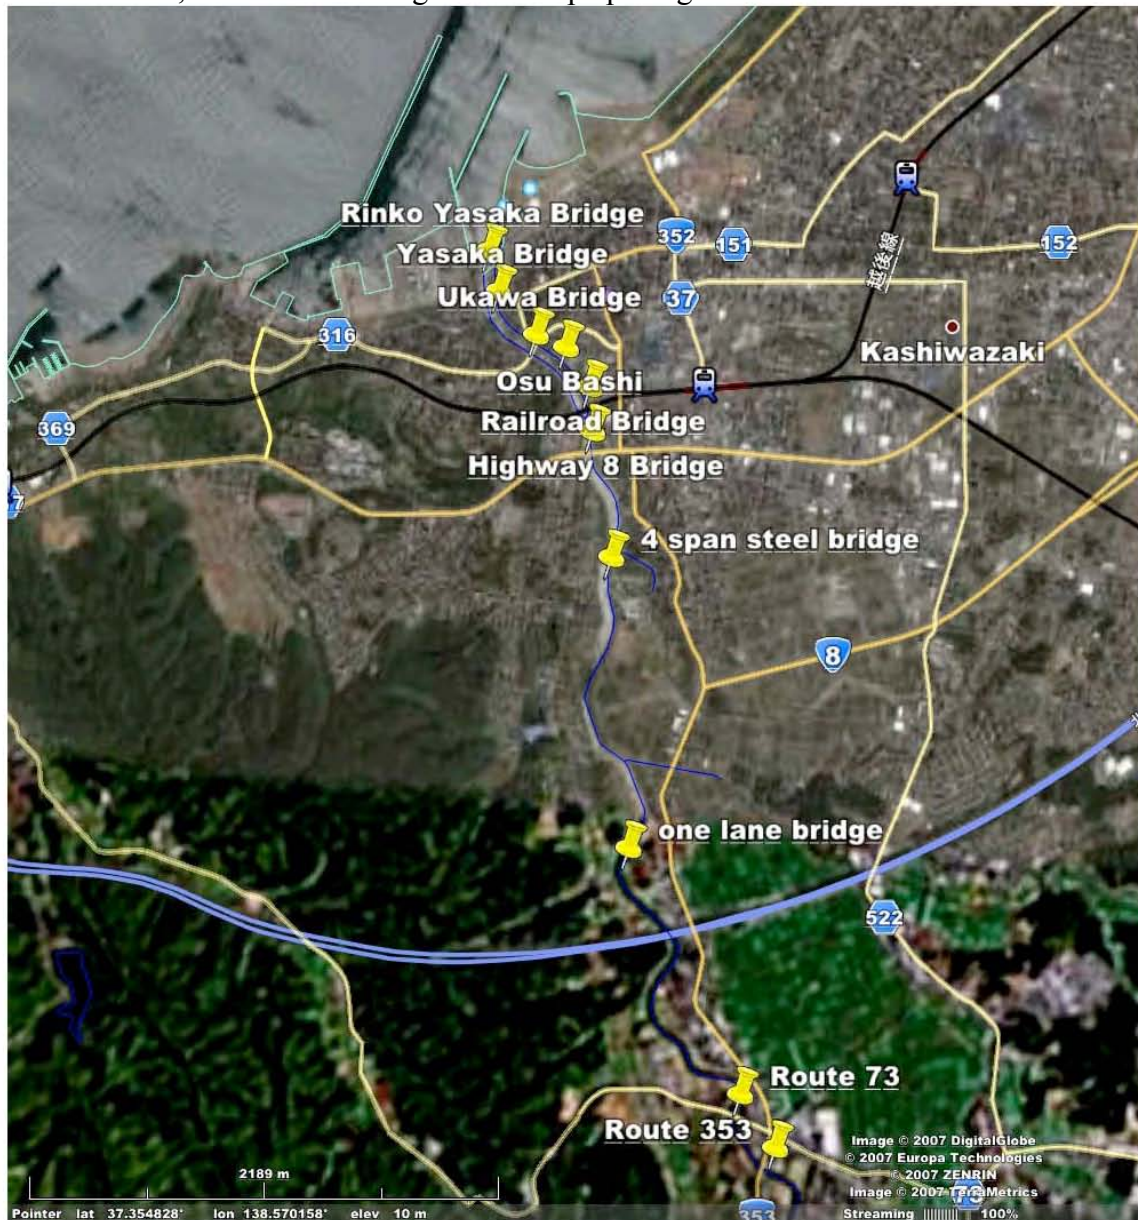 Rinko Yasaka Bridge
352
151
152
Yasaka Bridge
越後線
Ukawa Bridge
37
316
Kashiwazaki
Osu Bashi
369
Railroad Bridge
Highway 8 Bridge
4 span steel bridge
8
one lane bridge
522
Route 73
Route 353
Image © 2007 DigitalGlobe
© 2007 Europa Technologies
© 2007 ZENRIN
Image © 2007 TerraMetrics
2189 m
353
73
Pointer lat 37.354828° lon 138.570158° elev 10 m
Streaming |||||||||| 100%